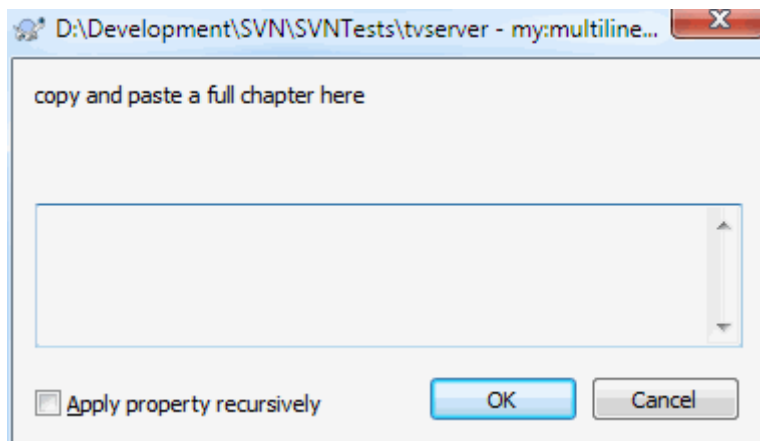 D:\Development\SVN\SVNTests\tvserver - my:multiline...
copy and paste a full chapter here
Apply property recursively
OK
Cancel